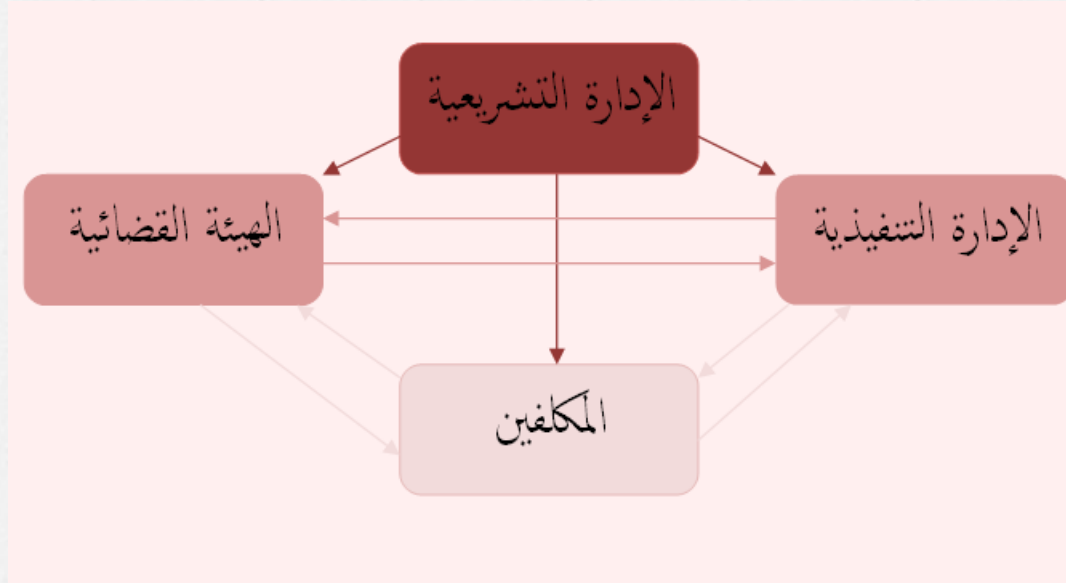 الإدارة التشريعية
الإدارة التنفيذية
الهيئة القضائية
المكلفين